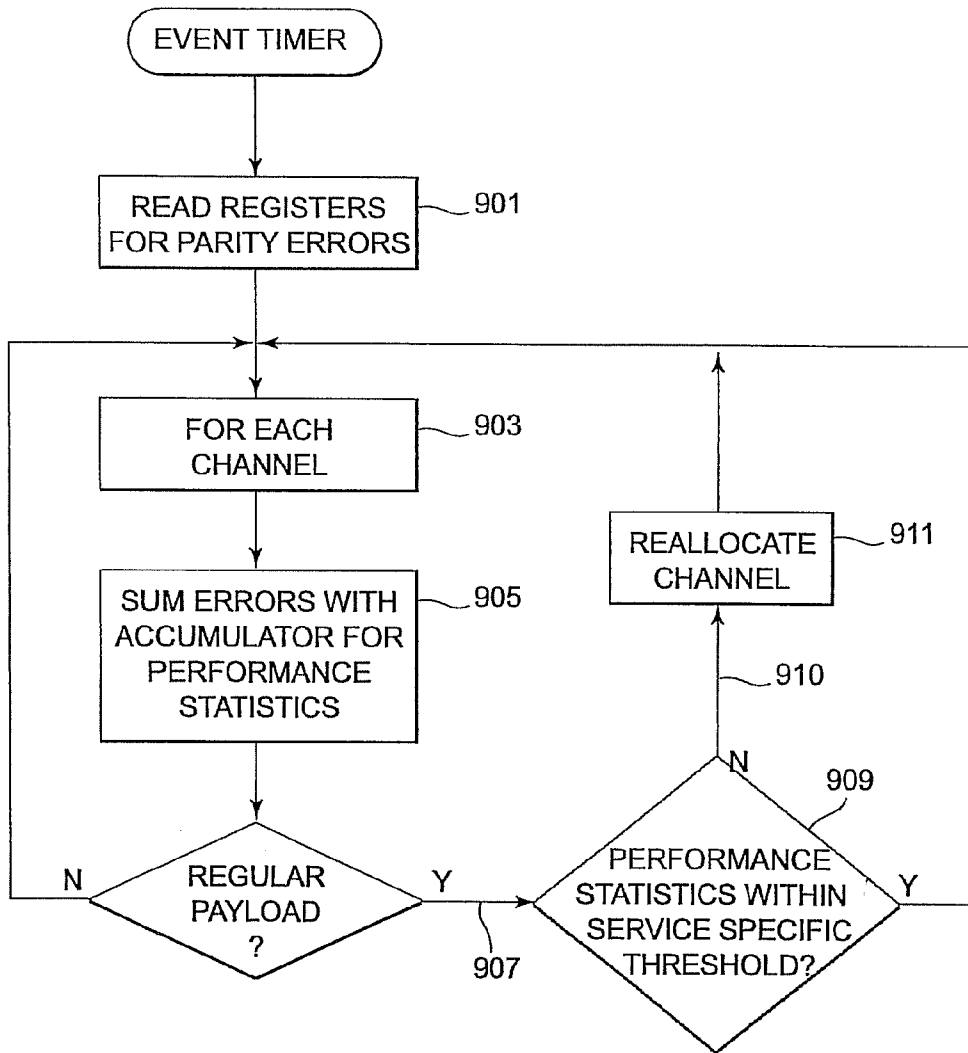 EVENT TIMER
READ REGISTERS
FOR PARITY ERRORS
901
FOR EACH
CHANNEL
903
SUM ERRORS WITH
ACCUMULATOR FOR
PERFORMANCE
STATISTICS
905
REALLOCATE
CHANNEL
911
910
N
REGULAR
PAYLOAD
?
Y
907
N
909
PERFORMANCE
STATISTICS WITHIN
SERVICE SPECIFIC
THRESHOLD?
Y